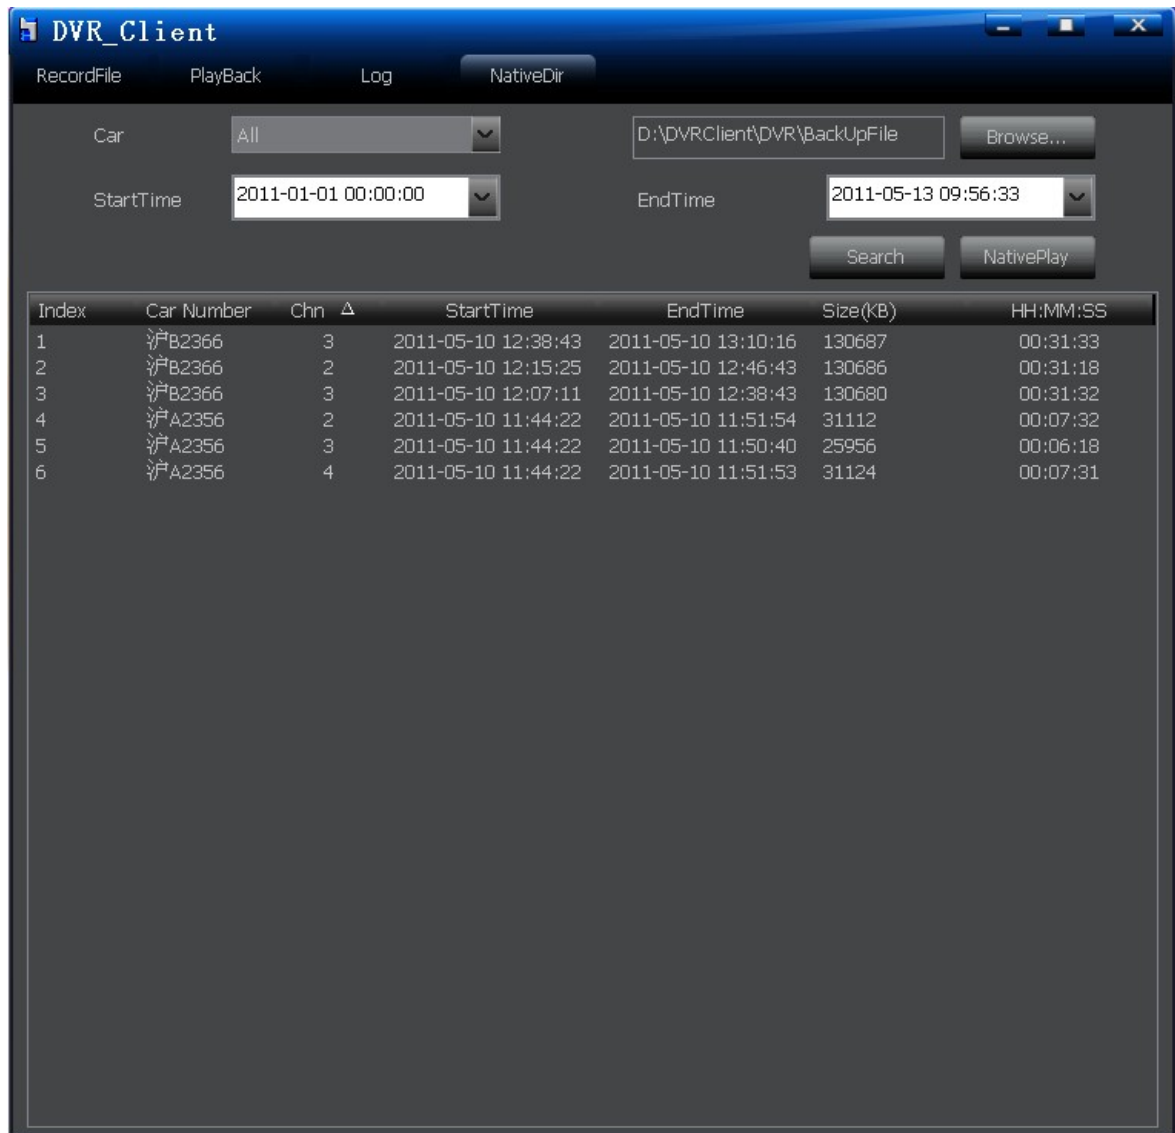 DVR_Client
RecordFile PlayBack Log NativeDir
Car All D:\DVRClient\DVR\BackUpFile Browse...
StartTime 2011-01-01 00:00:00 EndTime 2011-05-13 09:56:33
Search NativePlay
Index Car Number Chn Δ StartTime EndTime Size(KB) HH:MM:SS
1 沪B2366 3 2011-05-10 12:38:43 2011-05-10 13:10:16 130687 00:31:33
2 沪B2366 2 2011-05-10 12:15:25 2011-05-10 12:46:43 130686 00:31:18
3 沪B2366 3 2011-05-10 12:07:11 2011-05-10 12:38:43 130680 00:31:32
4 沪A2356 2 2011-05-10 11:44:22 2011-05-10 11:51:54 31112 00:07:32
5 沪A2356 3 2011-05-10 11:44:22 2011-05-10 11:50:40 25956 00:06:18
6 沪A2356 4 2011-05-10 11:44:22 2011-05-10 11:51:53 31124 00:07:31